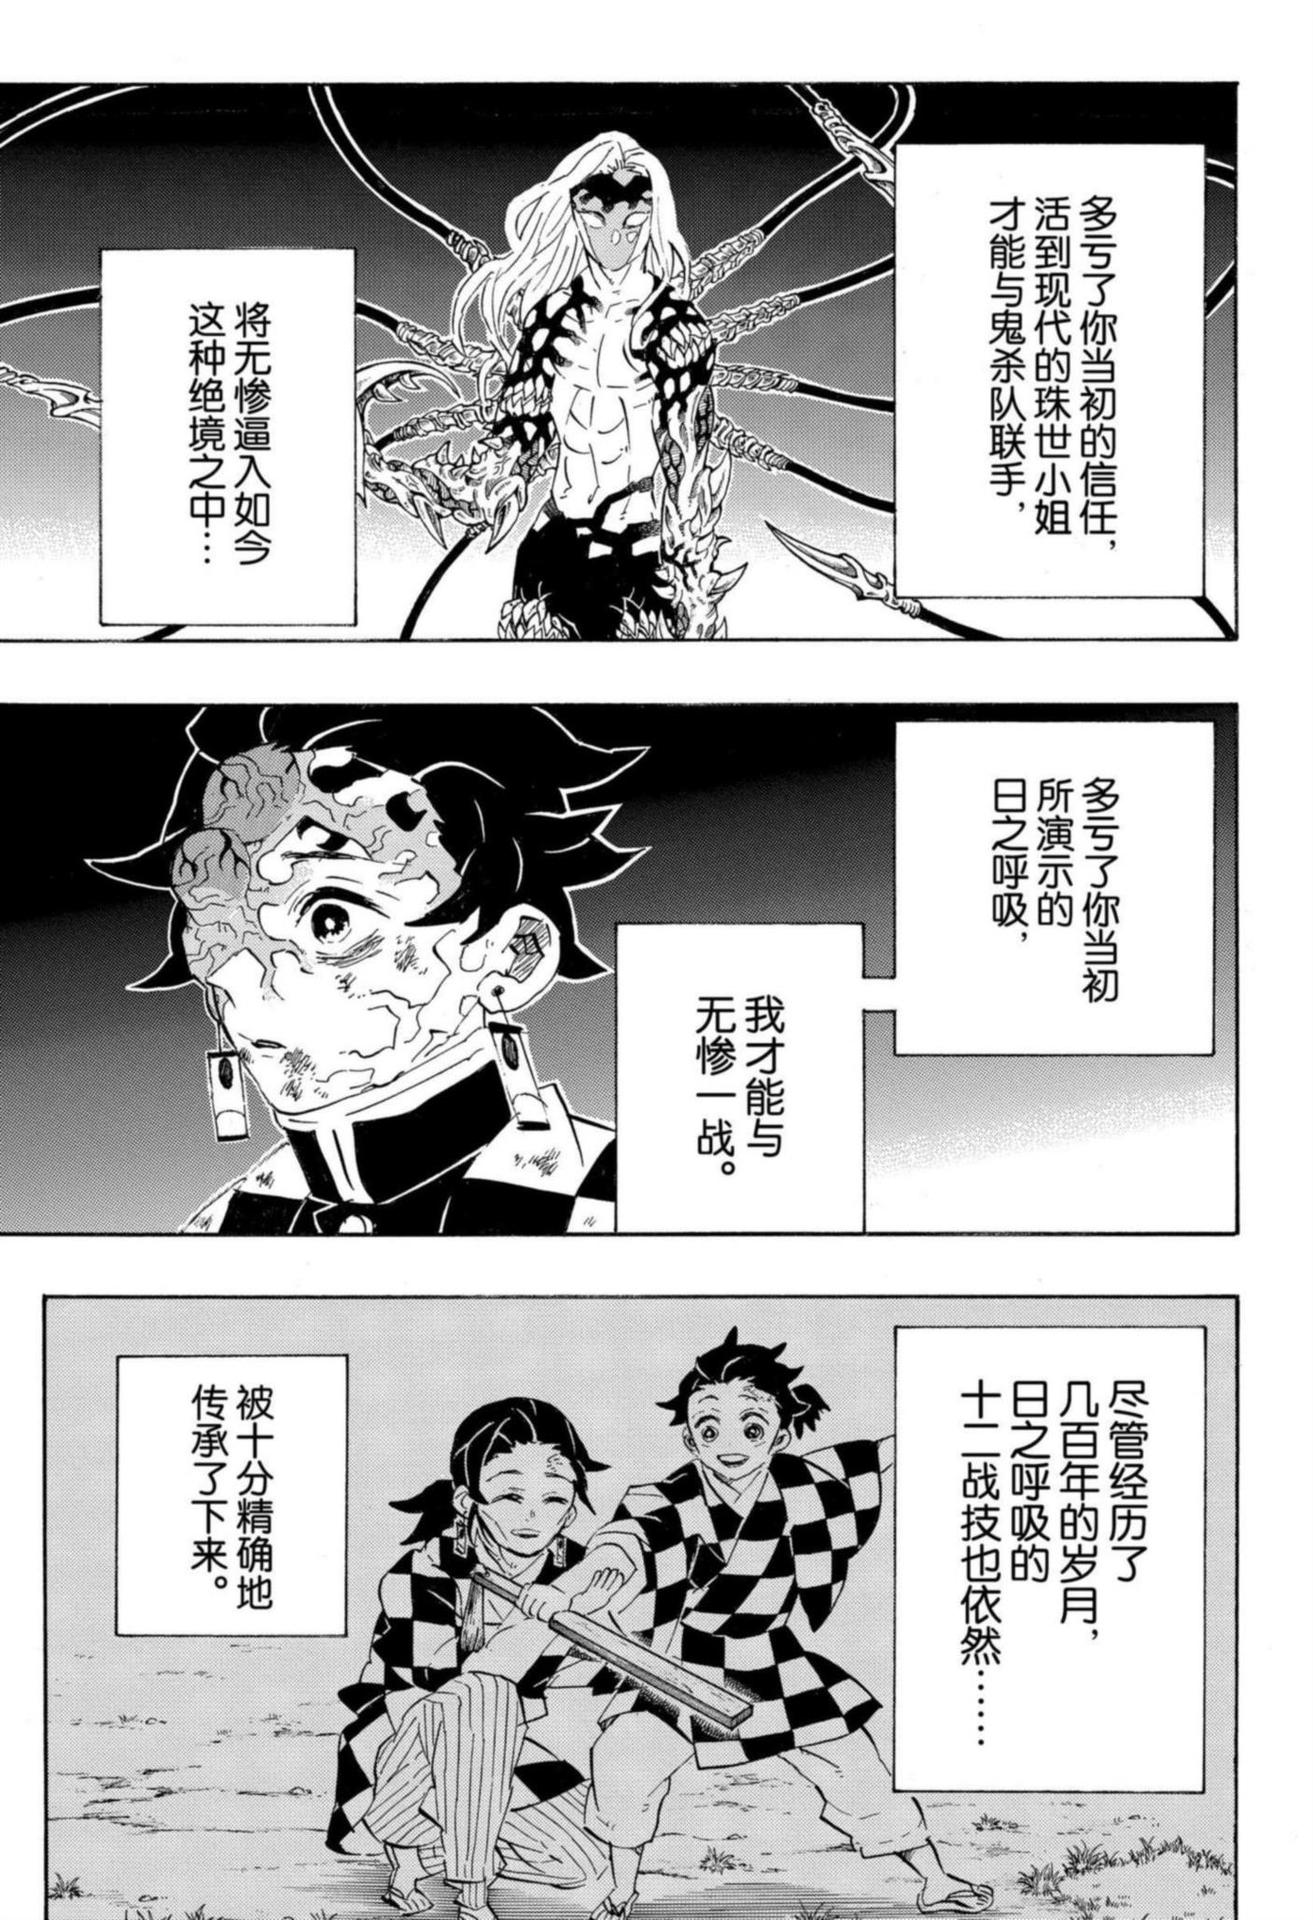 多亏了你当初的信任，
活到现代的珠世小姐
才能与鬼杀队联手，
将无惨逼入如今
这种绝境之中…
多亏了你当初
所演示的
日之呼吸，
我才能与
无惨一战。
尽管经历了
几百年的岁月，
日之呼吸的
十二战技也依然……
被十分精确地
传承了下来。